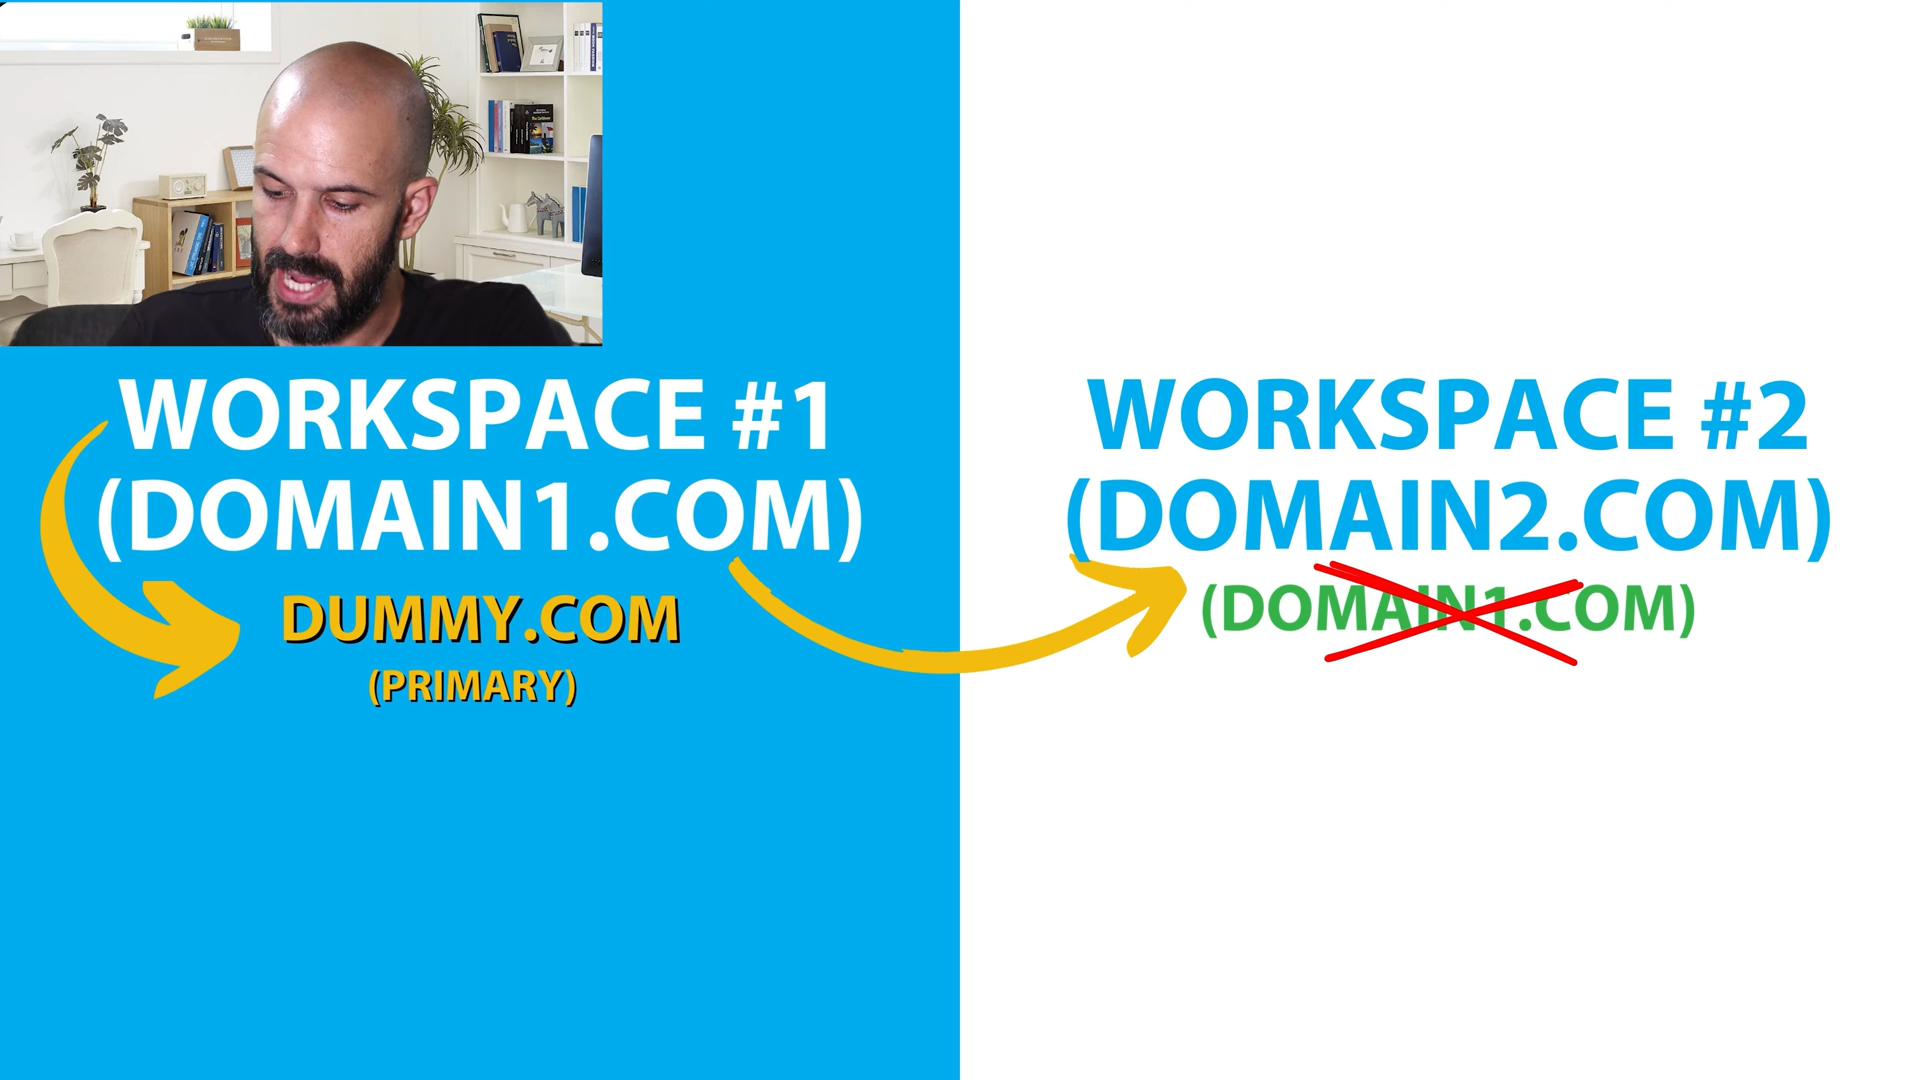 WORKSPACE #1
(DOMAIN1.COM)
DUMMY.COM
(PRIMARY)
WORKSPACE #2
(DOMAIN2.COM)
(DOMAIN1.COM)